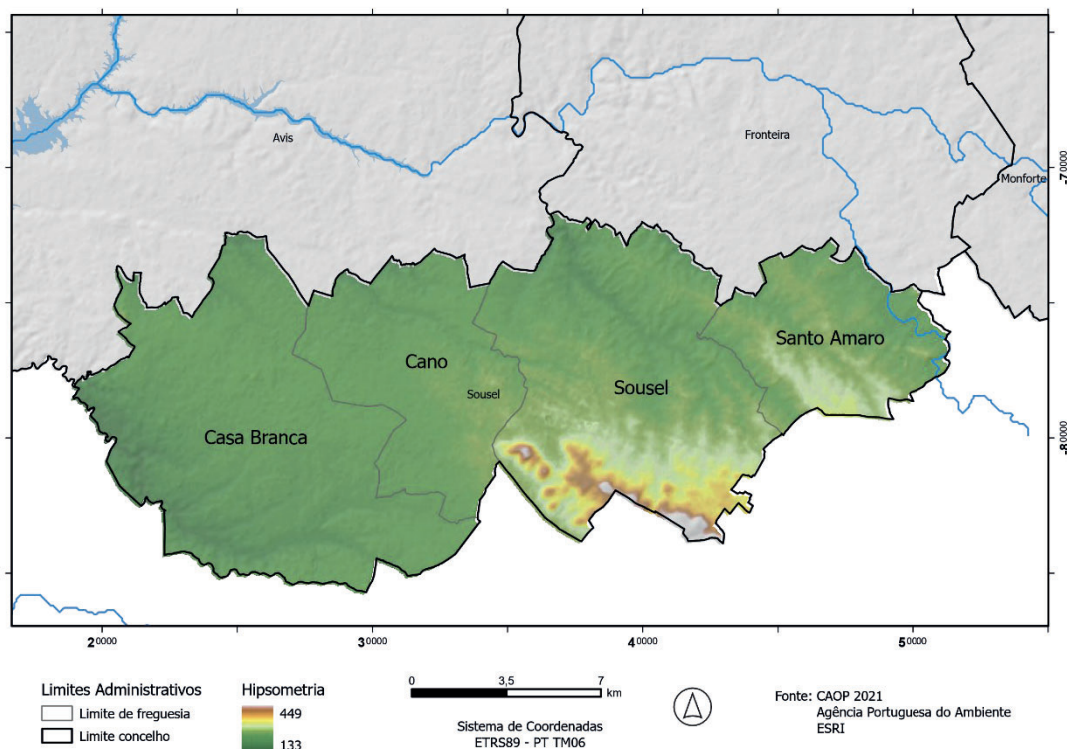 Avis
Fronteira
Monforte
-70000
Santo Amaro
Cano
Sousel
Sousel
Casa Branca
-80000
20000
30000
40000
50000
Limites Administrativos
Limite de freguesia
Limite concelho
Hipsometria
449
133
0 3,5 7
km
Sistema de Coordenadas
ETRS89 - PT TM06
Fonte: CAOP 2021
Agência Portuguesa do Ambiente
ESRI